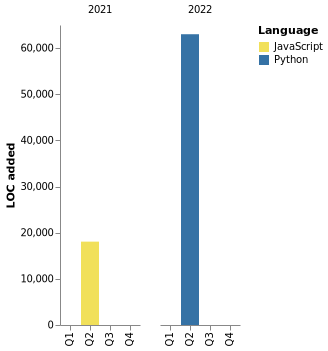 2021
2022
Language
JavaScript
Python
LOC added
60,000
50,000
40,000
30,000
20,000
10,000
0
Q1
Q2
Q3
Q4
Q1
Q2
Q3
Q4